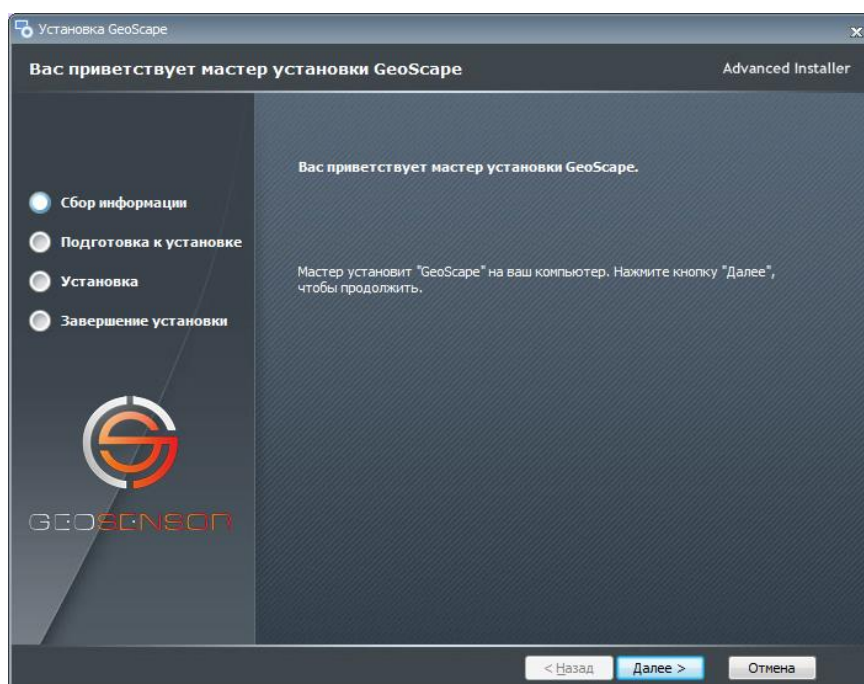 Установка GeoScape
Вас приветствует мастер установки GeoScape
Advanced Installer
Сбор информации
Подготовка к установке
Установка
Завершение установки
GEOSENSOR
Вас приветствует мастер установки GeoScape.
Мастер установит "GeoScape" на ваш компьютер. Нажмите кнопку "Далее",
чтобы продолжить.
< Назад
Далее >
Отмена